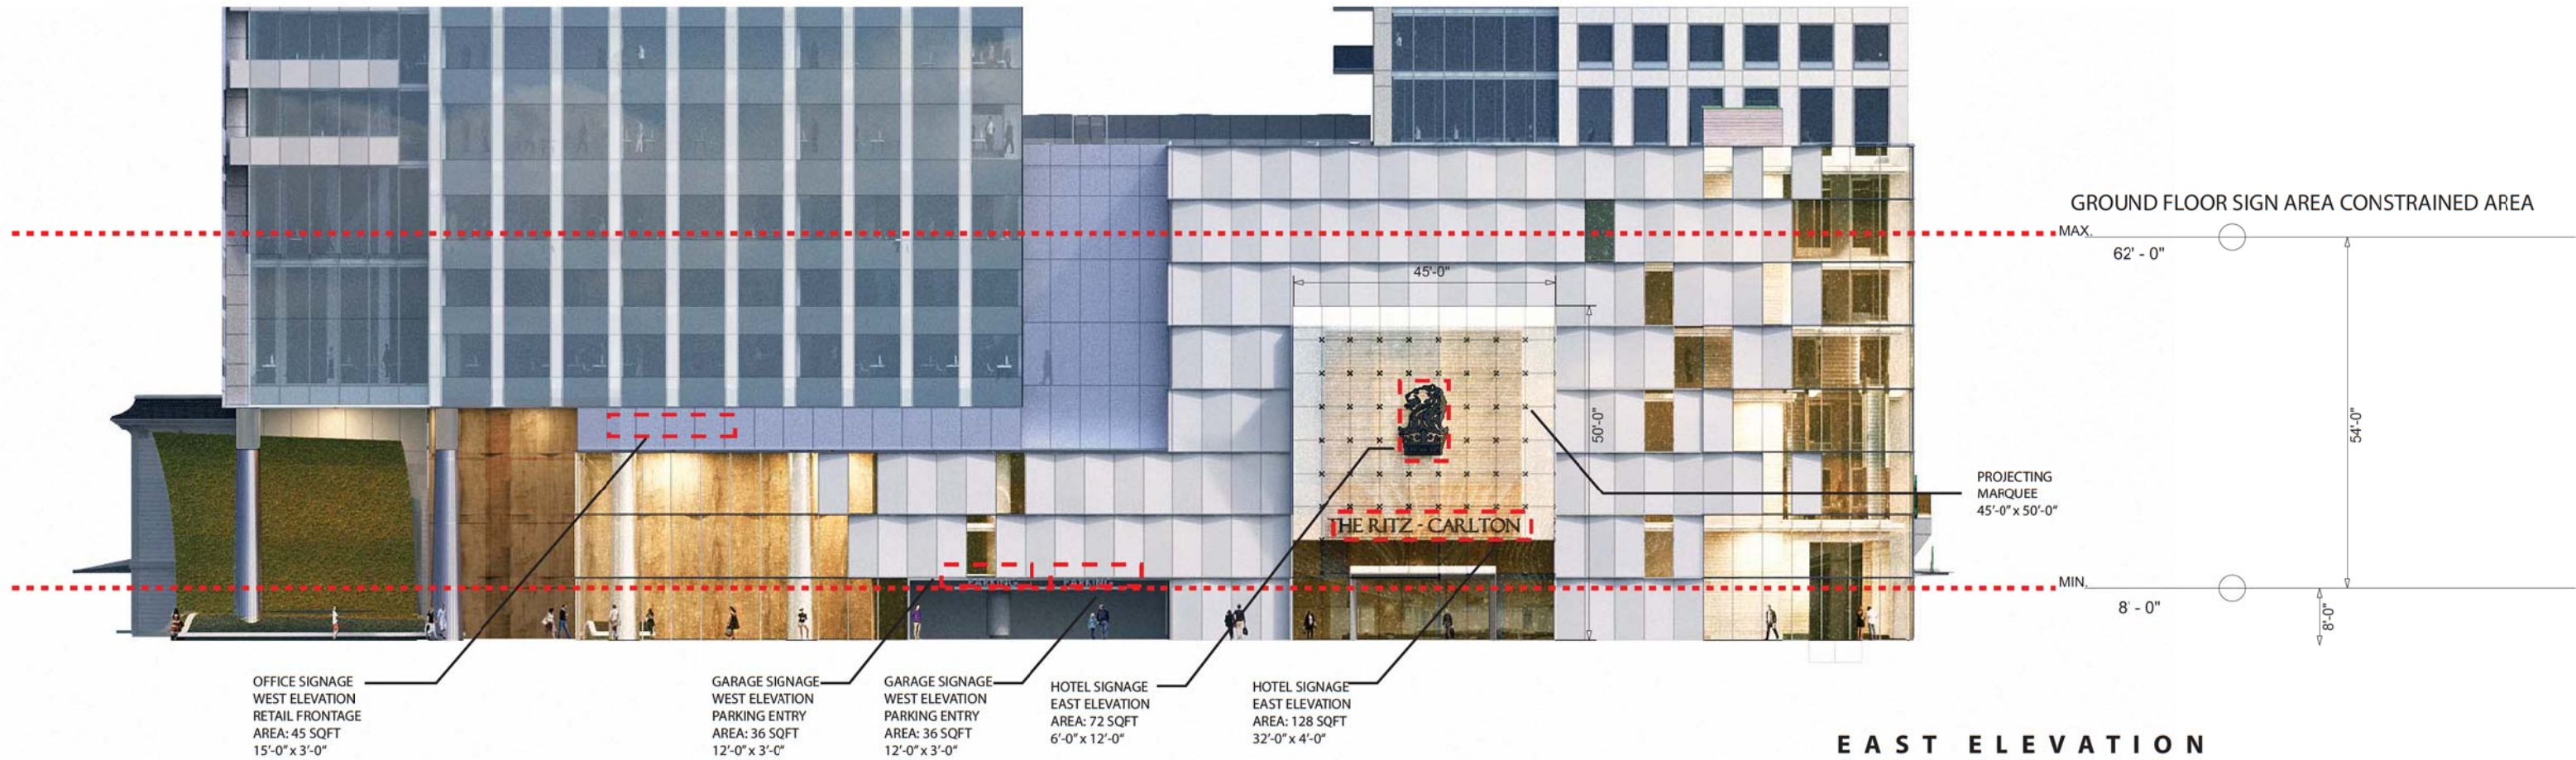 GROUND FLOOR SIGN AREA CONSTRAINED AREA
MAX.
62' - 0"
45'-0"
50'-0"
54'-0"
PROJECTING
MARQUEE
45'-0" x 50'-0"
THE RITZ - CARLTON
PARKING PARKING
MIN.
8' - 0"
8'-0"
OFFICE SIGNAGE
WEST ELEVATION
RETAIL FRONTAGE
AREA: 45 SQFT
15'-0" x 3'-0"
GARAGE SIGNAGE
WEST ELEVATION
PARKING ENTRY
AREA: 36 SQFT
12'-0" x 3'-0"
GARAGE SIGNAGE
WEST ELEVATION
PARKING ENTRY
AREA: 36 SQFT
12'-0" x 3'-0"
HOTEL SIGNAGE
EAST ELEVATION
AREA: 72 SQFT
6'-0" x 12'-0"
HOTEL SIGNAGE
EAST ELEVATION
AREA: 128 SQFT
32'-0" x 4'-0"
EAST ELEVATION